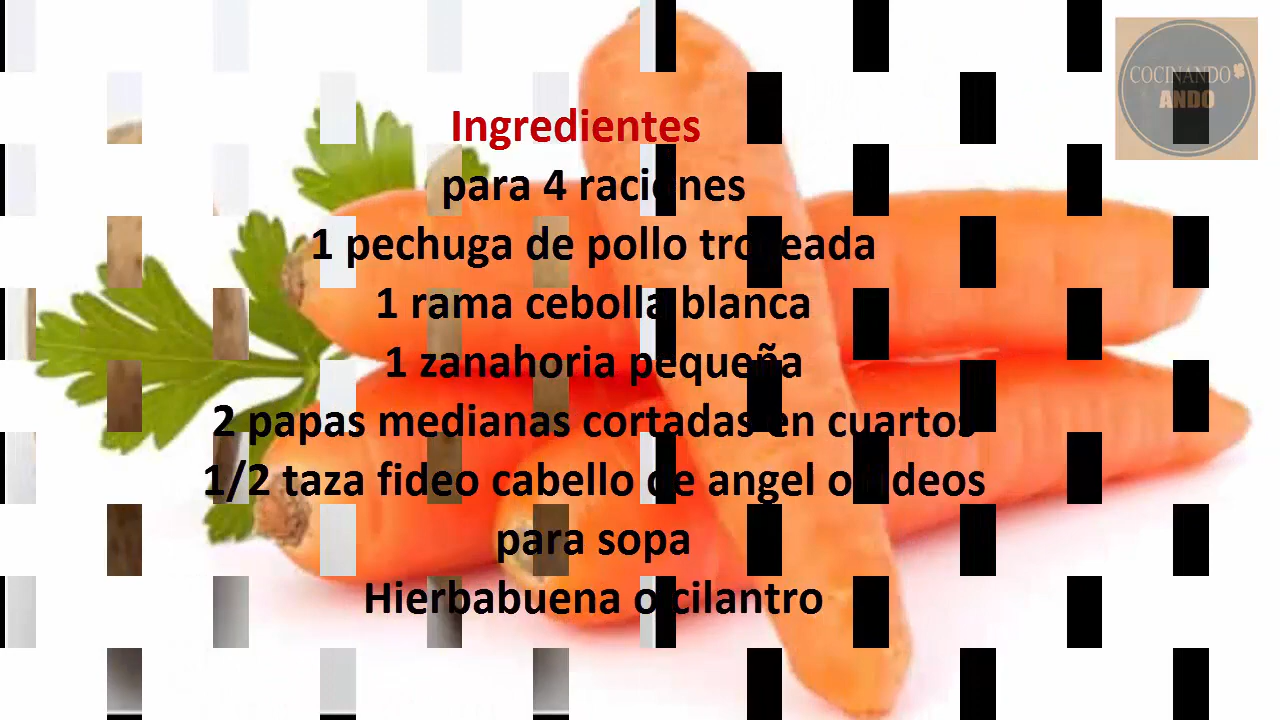 COCINANDO
ANDO
Ingredientes
para 4 raciones
1 pechuga de pollo troceada
1 rama cebolla blanca
1 zanahoria pequeña
2 papas medianas cortadas en cuartos
1/2 taza fideo cabello de angel o fideos
para sopa
Hierbabuena o cilantro